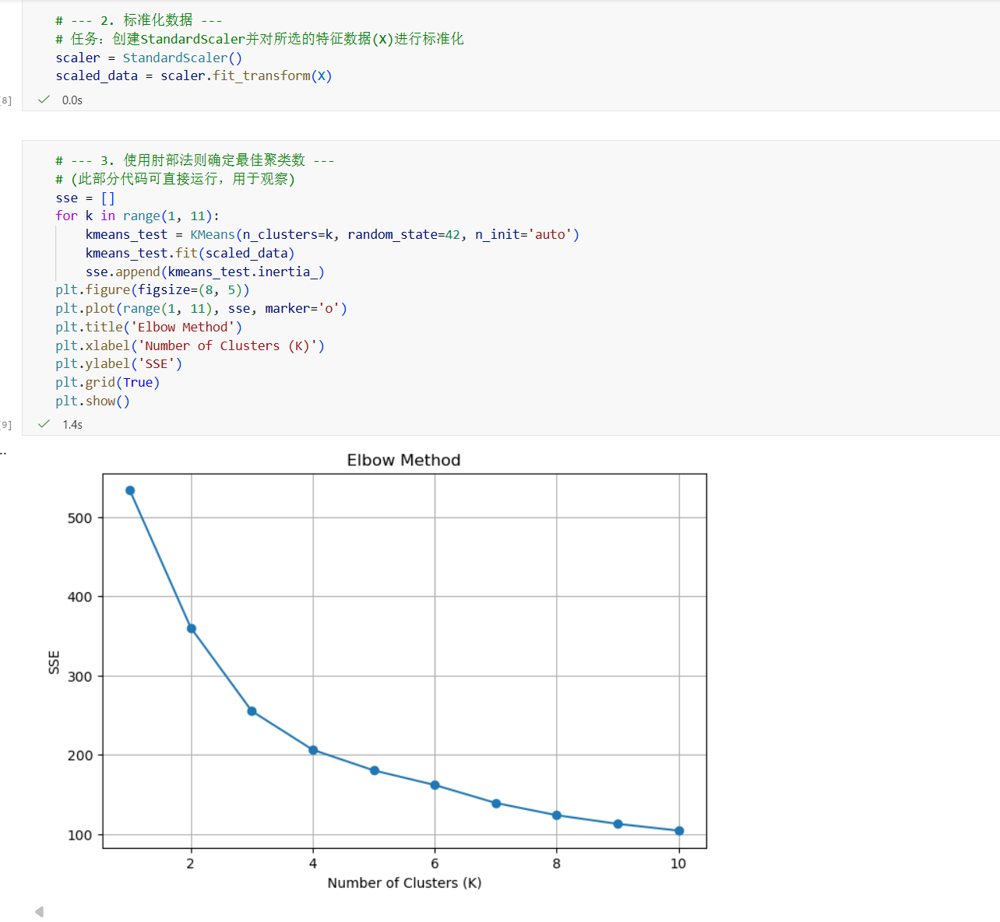 # --- 2. 标准化数据 ---
# 任务：创建StandardScaler并对所选的特征数据(X)进行标准化
scaler = StandardScaler()
scaled_data = scaler.fit_transform(X)
8]
0.0s
# --- 3. 使用肘部法则确定最佳聚类数 ---
# (此部分代码可直接运行，用于观察)
sse = []
for k in range(1, 11):
    kmeans_test = KMeans(n_clusters=k, random_state=42, n_init='auto')
    kmeans_test.fit(scaled_data)
    sse.append(kmeans_test.inertia_)
plt.figure(figsize=(8, 5))
plt.plot(range(1, 11), sse, marker='o')
plt.title('Elbow Method')
plt.xlabel('Number of Clusters (K)')
plt.ylabel('SSE')
plt.grid(True)
plt.show()
9]
1.4s
..
Elbow Method
500
400
300
200
100
SSE
2 4 6 8 10
Number of Clusters (K)